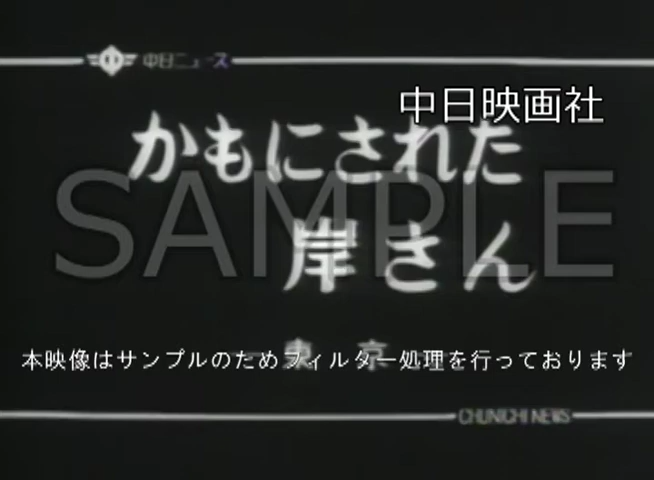 中日ニュース
中日映画社
かもにされた
SAMPLE
岸さん
東京
本映像はサンプルのためフィルター処理を行っております
CHUNICHI NEWS